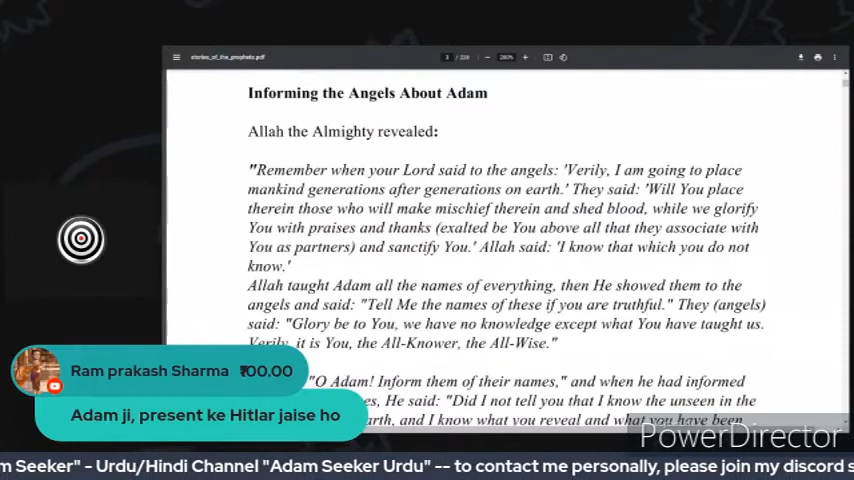 stories_of_the_prophets.pdf
3 / 228
200%
Informing the Angels About Adam
Allah the Almighty revealed:
"Remember when your Lord said to the angels: 'Verily, I am going to place
mankind generations after generations on earth.' They said: 'Will You place
therein those who will make mischief therein and shed blood, while we glorify
You with praises and thanks (exalted be You above all that they associate with
You as partners) and sanctify You.' Allah said: 'I know that which you do not
know.'
Allah taught Adam all the names of everything, then He showed them to the
angels and said: "Tell Me the names of these if you are truthful." They (angels)
said: "Glory be to You, we have no knowledge except what You have taught us.
Verily, it is You, the All-Knower, the All-Wise."
"O Adam! Inform them of their names," and when he had informed
He said: "Did I not tell you that I know the unseen in the
and I know what you reveal and what you have been
Ram prakash Sharma ₹100.00
Adam ji, present ke Hitlar jaise ho
PowerDirector
Seeker" - Urdu/Hindi Channel "Adam Seeker Urdu" -- to contact me personally, please join my discord